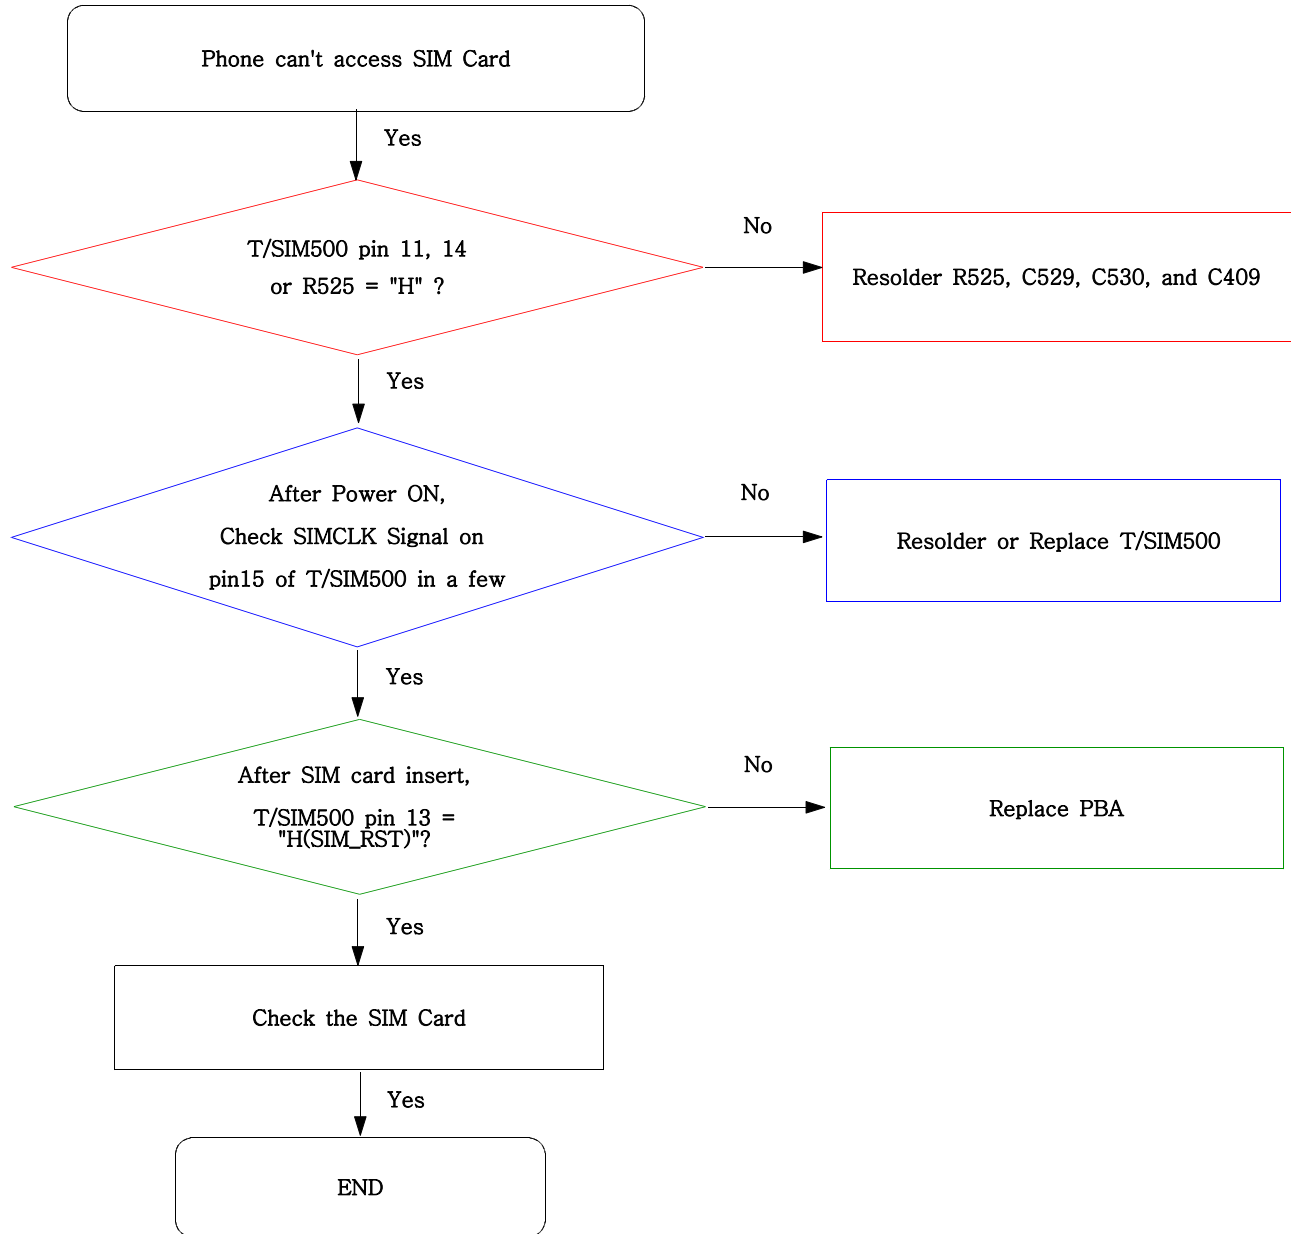 Phone can't access SIM Card
Yes
T/SIM500 pin 11, 14
or R525 = "H" ?
No
Resolder R525, C529, C530, and C409
Yes
After Power ON,
Check SIMCLK Signal on
pin15 of T/SIM500 in a few
No
Resolder or Replace T/SIM500
Yes
After SIM card insert,
T/SIM500 pin 13 =
"H(SIM_RST)"?
No
Replace PBA
Yes
Check the SIM Card
Yes
END